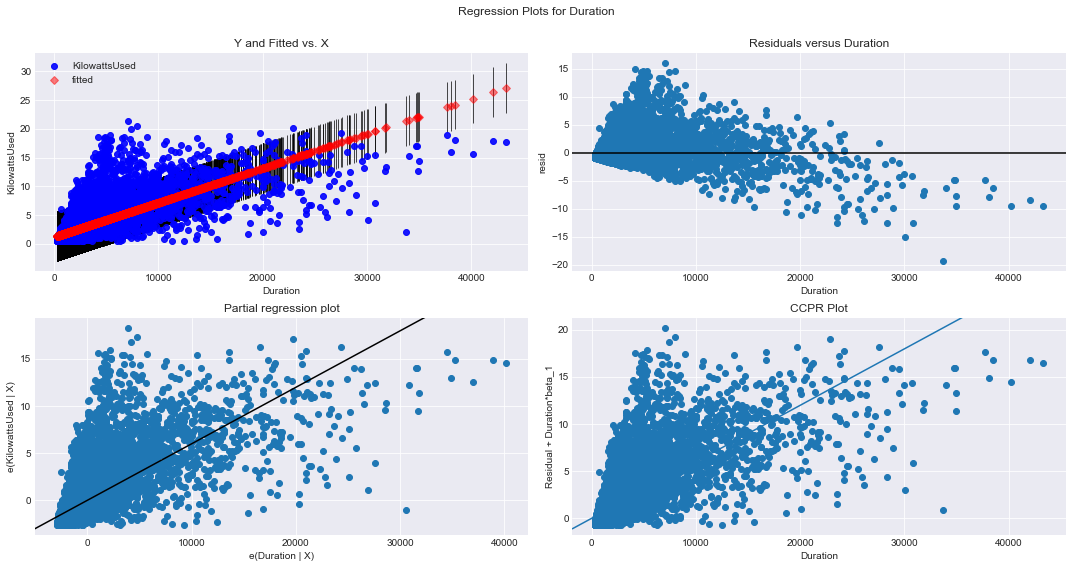 Regression Plots for Duration
Y and Fitted vs. X
KilowattsUsed
fitted
30
25
20
15
10
5
0
KilowattsUsed
0 10000 20000 30000 40000
Duration
Residuals versus Duration
15
10
5
0
−5
−10
−15
−20
resid
0 10000 20000 30000 40000
Duration
Partial regression plot
15
10
5
0
e(KilowattsUsed | X)
0 10000 20000 30000 40000
e(Duration | X)
CCPR Plot
20
15
10
5
0
Residual + Duration*beta_1
0 10000 20000 30000 40000
Duration